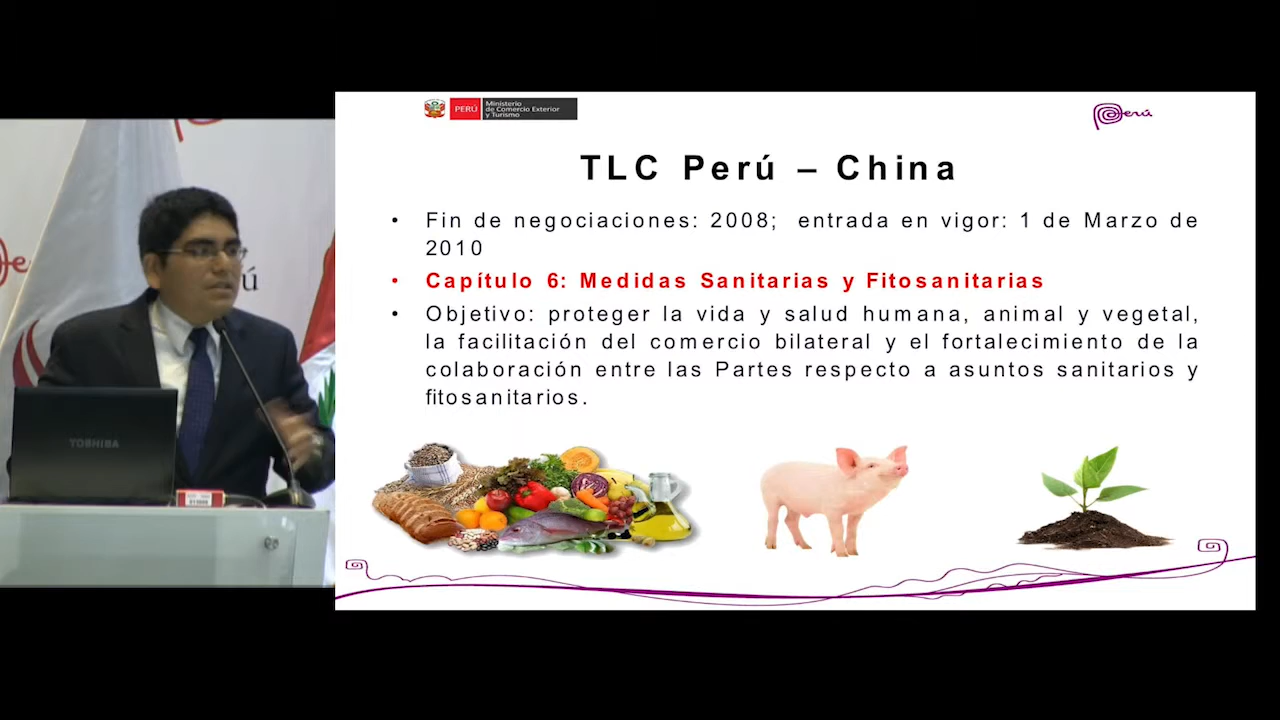 PERÚ
Ministerio
de Comercio Exterior
y Turismo
Perú
TLC Perú – China
• Fin de negociaciones: 2008; entrada en vigor: 1 de Marzo de
2010
• Capítulo 6: Medidas Sanitarias y Fitosanitarias
• Objetivo: proteger la vida y salud humana, animal y vegetal,
la facilitación del comercio bilateral y el fortalecimiento de la
colaboración entre las Partes respecto a asuntos sanitarios y
fitosanitarios.
TOSHIBA